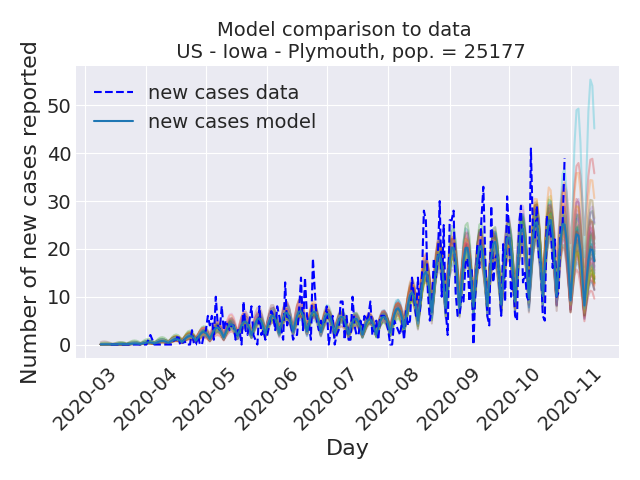 Model comparison to data
US - Iowa - Plymouth, pop. = 25177
new cases data
new cases model
Number of new cases reported
50
40
30
20
10
0
2020-03
2020-04
2020-05
2020-06
2020-07
2020-08
2020-09
2020-10
2020-11
Day